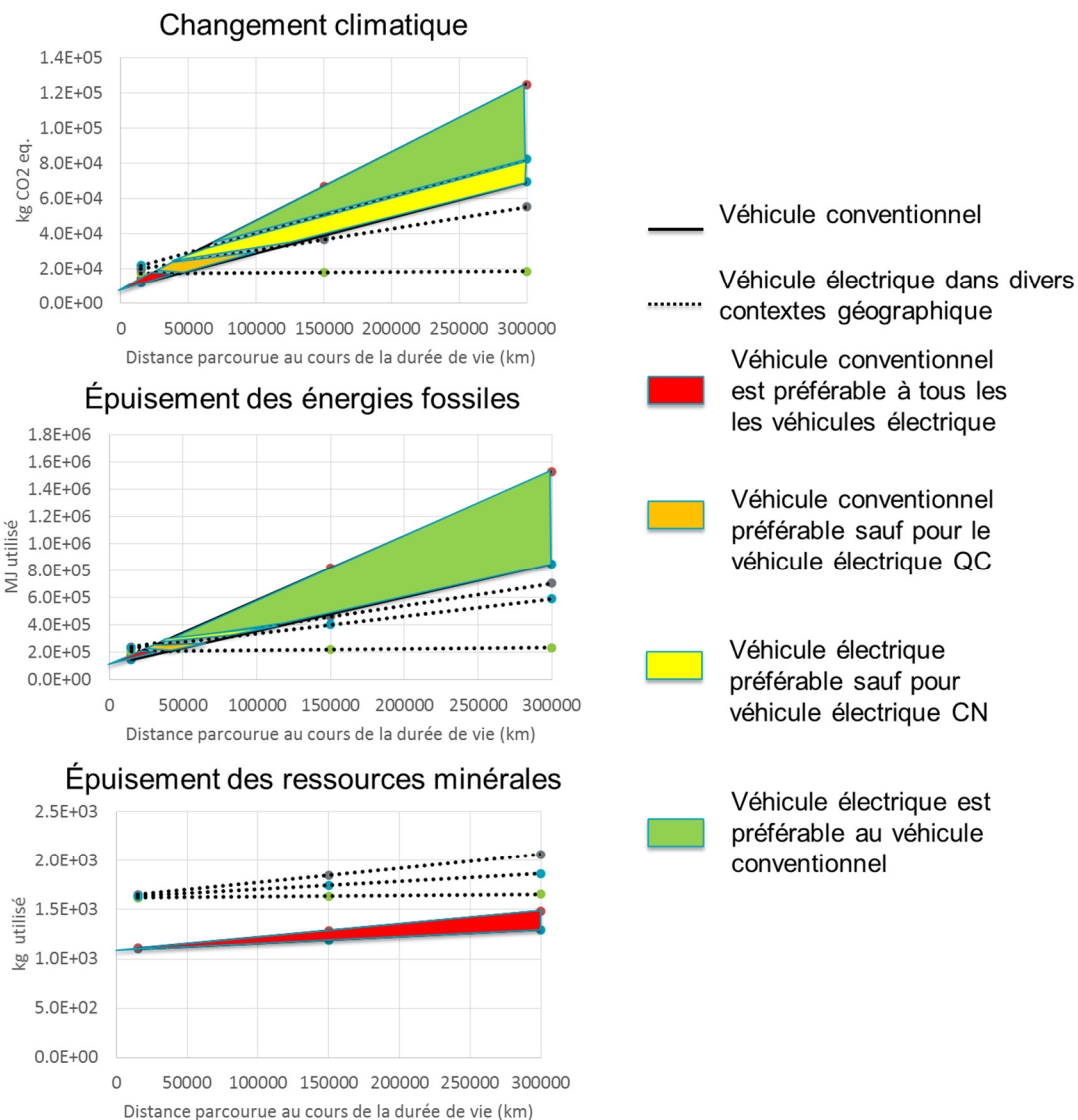 Changement climatique
1.4E+05
1.2E+05
1.0E+05
8.0E+04
6.0E+04
4.0E+04
2.0E+04
0.0E+00
kg CO2 eq.
0 50000 100000 150000 200000 250000 300000
Distance parcourue au cours de la durée de vie (km)
Épuisement des énergies fossiles
1.8E+06
1.6E+06
1.4E+06
1.2E+06
1.0E+06
8.0E+05
6.0E+05
4.0E+05
2.0E+05
0.0E+00
MJ utilisé
0 50000 100000 150000 200000 250000 300000
Distance parcourue au cours de la durée de vie (km)
Épuisement des ressources minérales
2.5E+03
2.0E+03
1.5E+03
1.0E+03
5.0E+02
0.0E+00
kg utilisé
0 50000 100000 150000 200000 250000 300000
Distance parcourue au cours de la durée de vie (km)
Véhicule conventionnel
Véhicule électrique dans divers
contextes géographique
Véhicule conventionnel
est préférable à tous les
les véhicules électrique
Véhicule conventionnel
préférable sauf pour le
véhicule électrique QC
Véhicule électrique
préférable sauf pour
véhicule électrique CN
Véhicule électrique est
préférable au véhicule
conventionnel